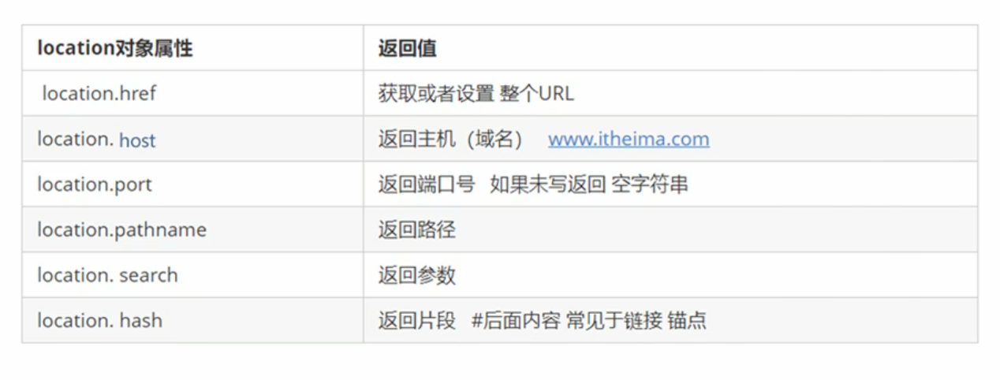 location对象属性 返回值
location.href 获取或者设置 整个URL
location. host 返回主机（域名） www.itheima.com
location.port 返回端口号 如果未写返回 空字符串
location.pathname 返回路径
location. search 返回参数
location. hash 返回片段 #后面内容 常见于链接 锚点